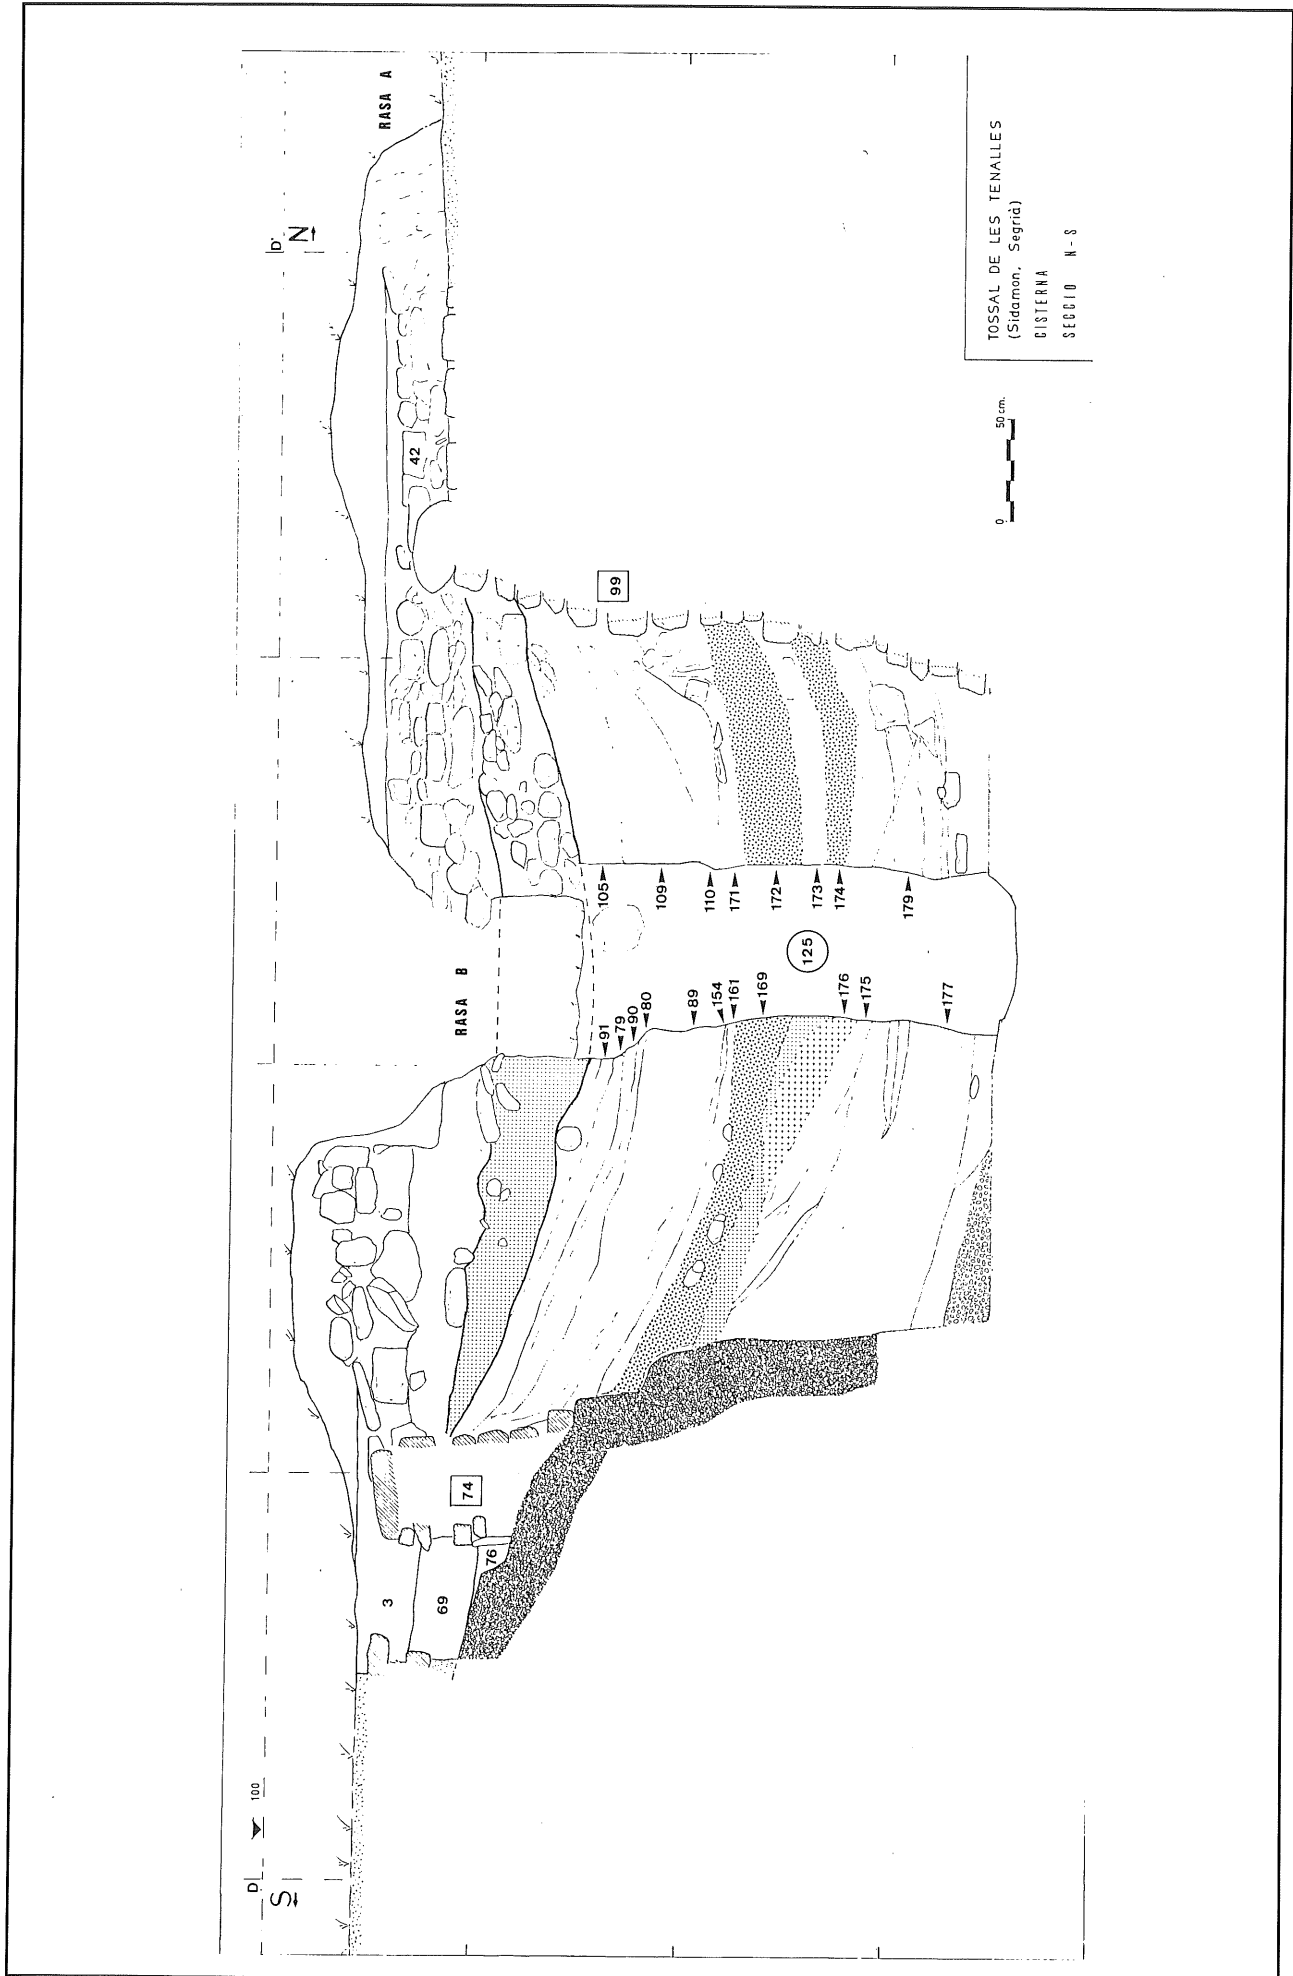 D
S
100
D'
N
RASA A
RASA B
3
69
76
74
42
99
91
79
90
80
89
154
161
169
176
175
177
125
105
109
110
171
172
173
174
179
0
50 cm.
TOSSAL DE LES TENALLES
(Sidamon, Segrià)
CISTERNA
SECCIO N-S